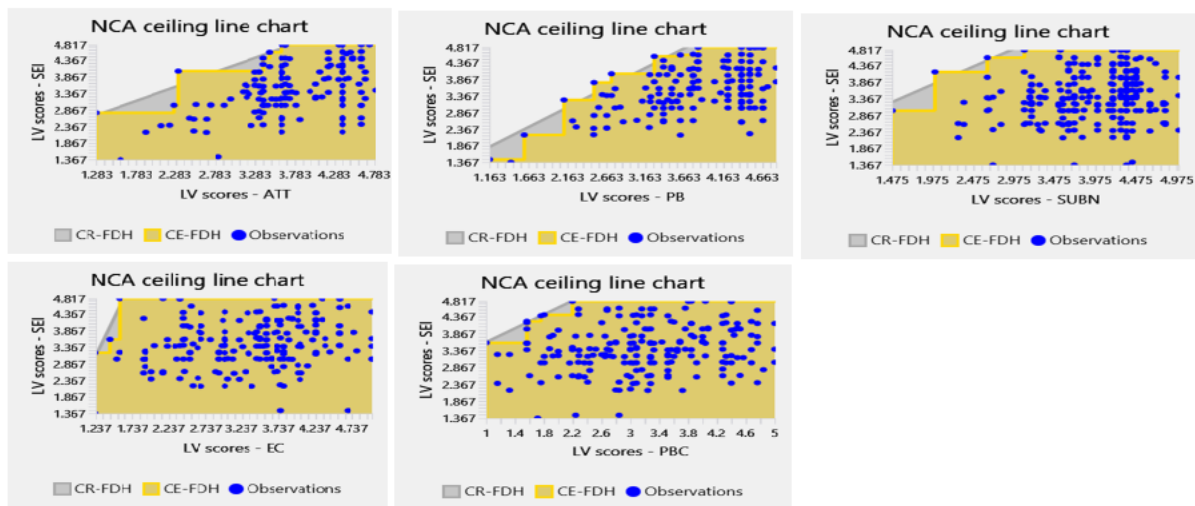 NCA ceiling line chart
LV scores - SEI
4.817
4.367
3.867
3.367
2.867
2.367
1.867
1.367
1.283 1.783 2.283 2.783 3.283 3.783 4.283 4.783
LV scores - ATT
CR-FDH CE-FDH Observations
NCA ceiling line chart
LV scores - SEI
4.817
4.367
3.867
3.367
2.867
2.367
1.867
1.367
1.163 1.663 2.163 2.663 3.163 3.663 4.163 4.663
LV scores - PB
CR-FDH CE-FDH Observations
NCA ceiling line chart
LV scores - SEI
4.817
4.367
3.867
3.367
2.867
2.367
1.867
1.367
1.475 1.975 2.475 2.975 3.475 3.975 4.475 4.975
LV scores - SUBN
CR-FDH CE-FDH Observations
NCA ceiling line chart
LV scores - SEI
4.817
4.367
3.867
3.367
2.867
2.367
1.867
1.367
1.237 1.737 2.237 2.737 3.237 3.737 4.237 4.737
LV scores - EC
CR-FDH CE-FDH Observations
NCA ceiling line chart
LV scores - SEI
4.817
4.367
3.867
3.367
2.867
2.367
1.867
1.367
1 1.4 1.8 2.2 2.6 3 3.4 3.8 4.2 4.6 5
LV scores - PBC
CR-FDH CE-FDH Observations